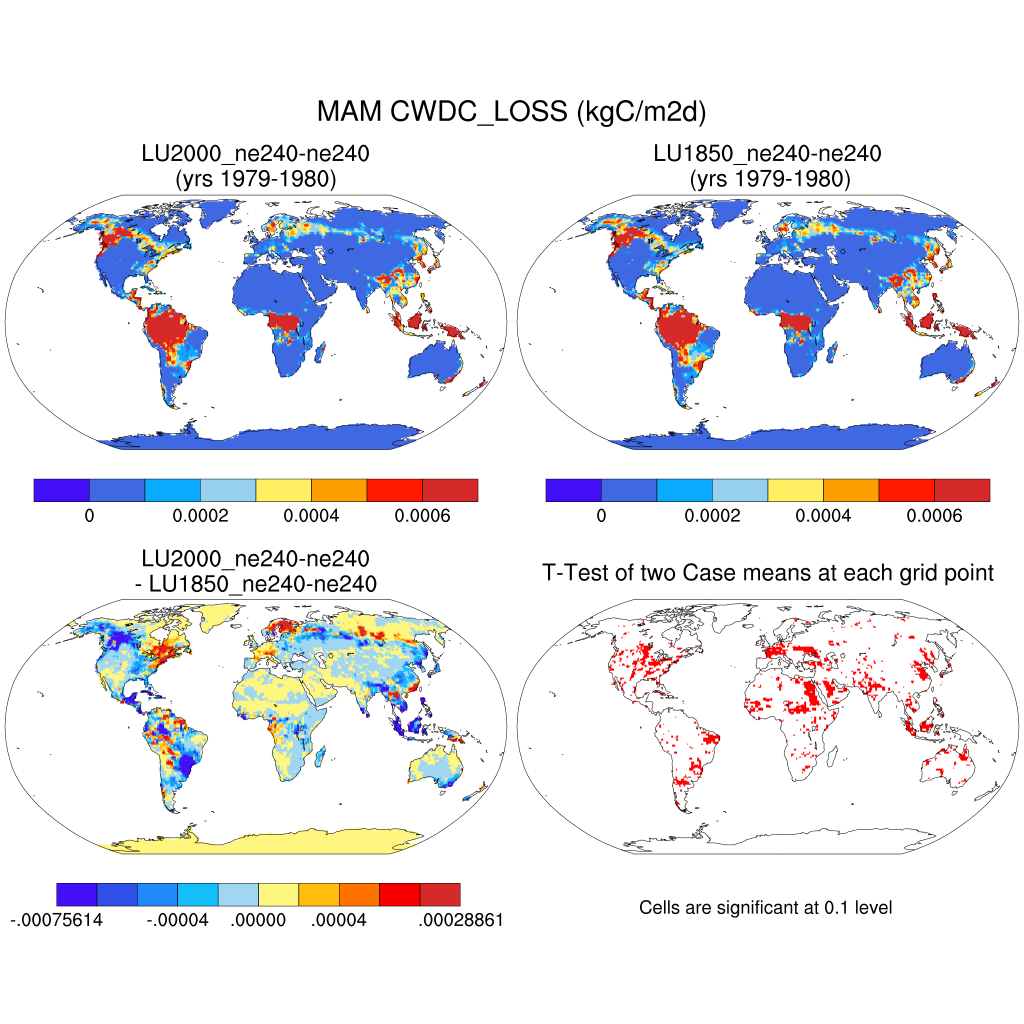 MAM CWDC_LOSS (kgC/m2d)
LU2000_ne240-ne240
(yrs 1979-1980)
LU1850_ne240-ne240
(yrs 1979-1980)
0 0.0002 0.0004 0.0006
0 0.0002 0.0004 0.0006
LU2000_ne240-ne240
- LU1850_ne240-ne240
T-Test of two Case means at each grid point
-.00075614 -.00004 .00000 .00004 .00028861
Cells are significant at 0.1 level